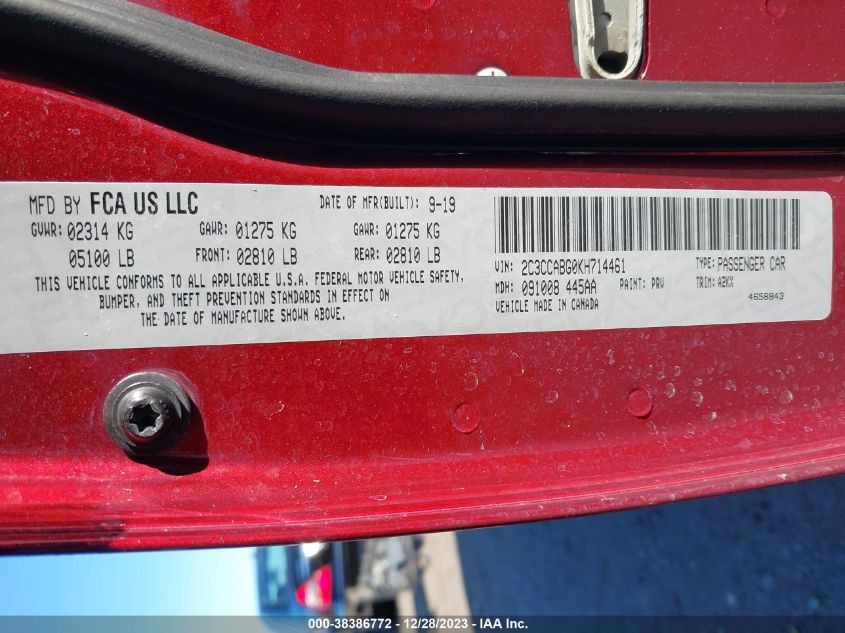 MFD BY FCA US LLC DATE OF MFR(BUILT): 9-19
GVWR: 02314 KG GAWR: 01275 KG GAWR: 01275 KG
05100 LB FRONT: 02810 LB REAR: 02810 LB
THIS VEHICLE CONFORMS TO ALL APPLICABLE U.S.A. FEDERAL MOTOR VEHICLE SAFETY,
BUMPER, AND THEFT PREVENTION STANDARDS IN EFFECT ON
THE DATE OF MANUFACTURE SHOWN ABOVE.
VIN: 2C3CCABG0KH714461 TYPE: PASSENGER CAR
MDH: 091008 445AA PAINT: PRV TRIM: A2KX
VEHICLE MADE IN CANADA 4658843
000-38386772 - 12/28/2023 - IAA Inc.